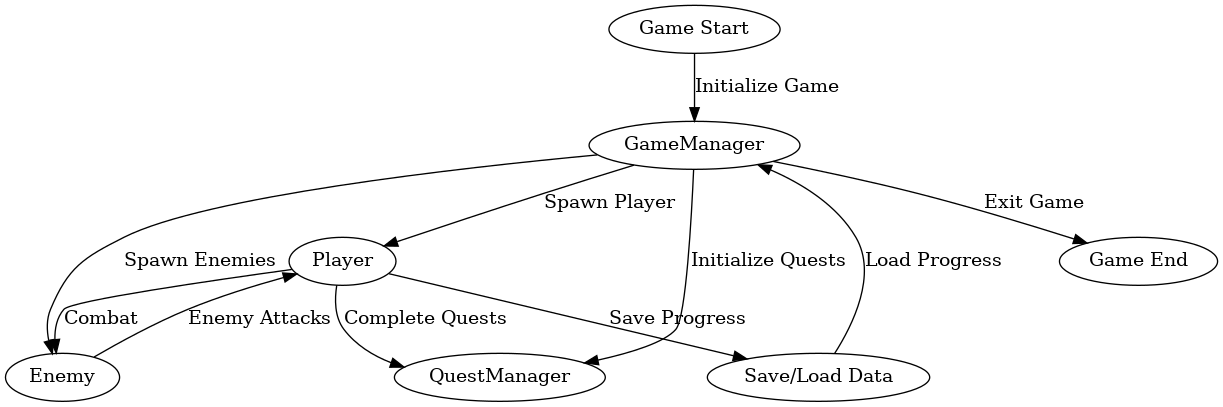 Game Start
Initialize Game
GameManager
Spawn Player
Exit Game
Spawn Enemies
Player
Initialize Quests
Load Progress
Game End
Combat
Enemy Attacks
Complete Quests
Save Progress
Enemy
QuestManager
Save/Load Data